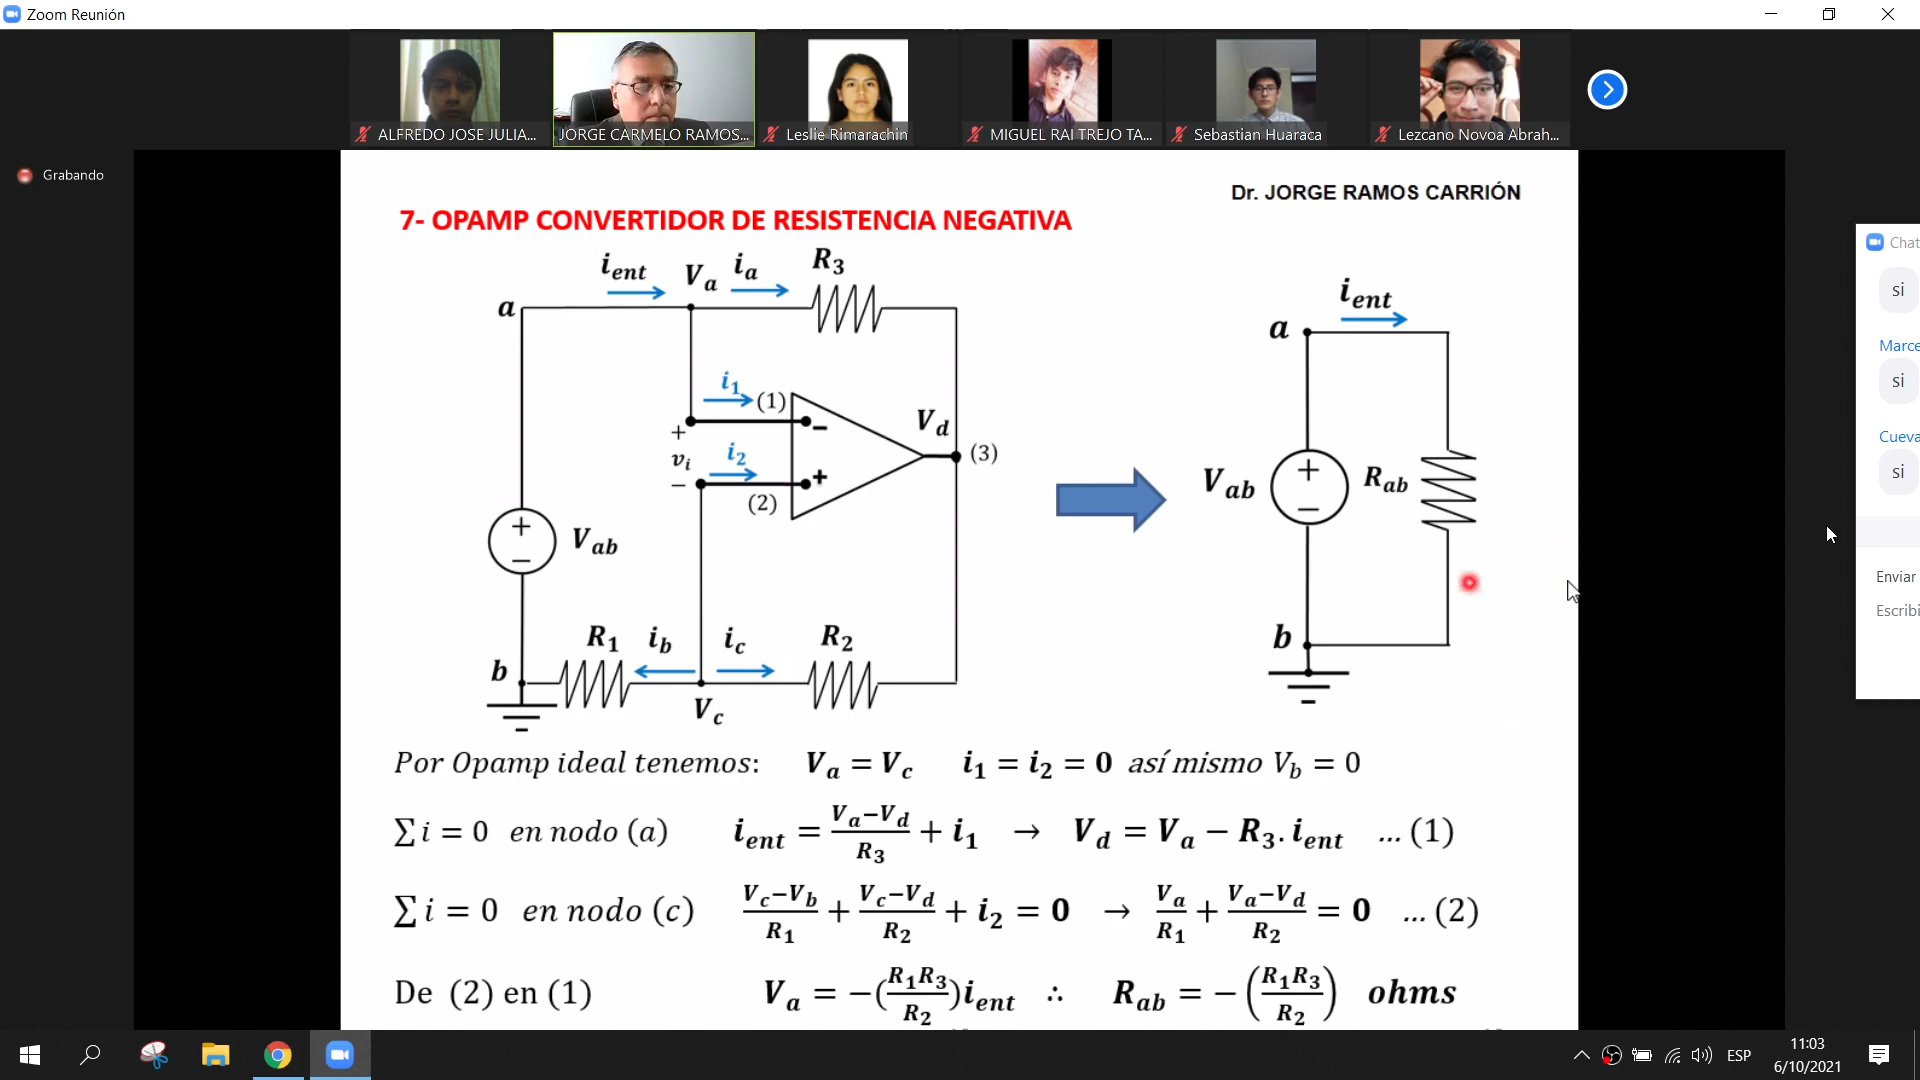 Zoom Reunión
ALFREDO JOSE JULIA...
JORGE CARMELO RAMOS...
Leslie Rimarachin
MIGUEL RAI TREJO TA...
Sebastian Huaraca
Lezcano Novoa Abrah...
Grabando
Dr. JORGE RAMOS CARRIÓN
7- OPAMP CONVERTIDOR DE RESISTENCIA NEGATIVA
i_ent V_a i_a R_3
a
i_1 (1)
+ − V_d
v_i i_2 (3)
− +
(2)
+ V_ab
−
R_1 i_b i_c R_2
b
V_c
i_ent
a
V_ab + R_ab
−
b
Por Opamp ideal tenemos: V_a = V_c i_1 = i_2 = 0 así mismo V_b = 0
∑ i = 0 en nodo (a) i_ent = (V_a−V_d)/R_3 + i_1 → V_d = V_a − R_3. i_ent ... (1)
∑ i = 0 en nodo (c) (V_c−V_b)/R_1 + (V_c−V_d)/R_2 + i_2 = 0 → V_a/R_1 + (V_a−V_d)/R_2 = 0 ... (2)
De (2) en (1) V_a = −(R_1R_3/R_2)i_ent ∴ R_ab = −(R_1R_3/R_2) ohms
Chat
si
Marce
si
Cueva
si
Enviar
Escribi
ESP
11:03
6/10/2021